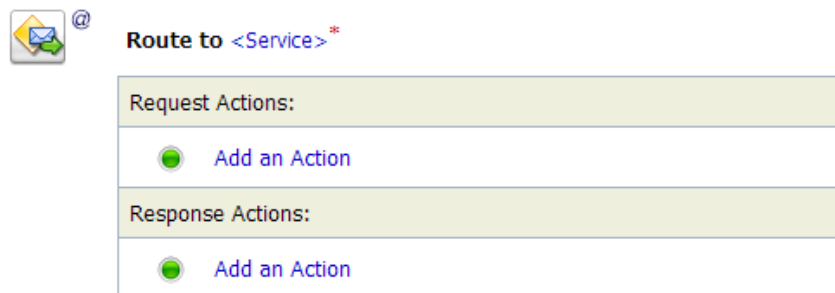 @
Route to <Service>*
Request Actions:
Add an Action
Response Actions:
Add an Action